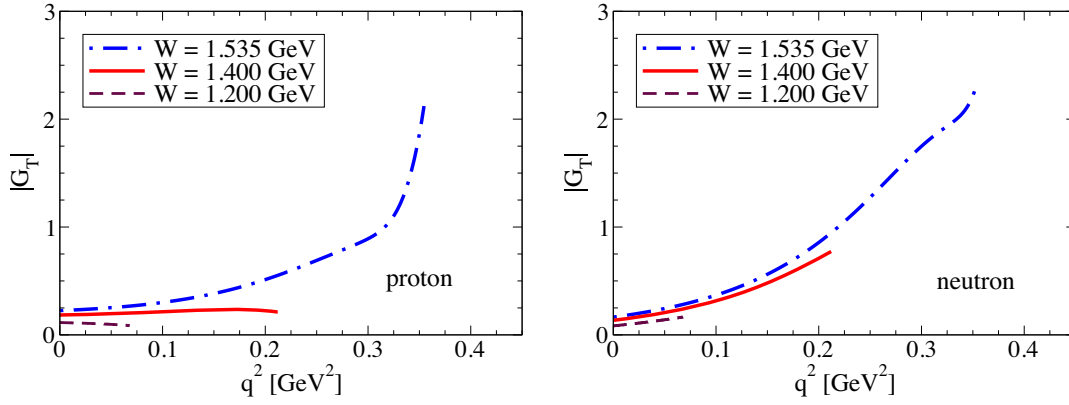 3
2
1
0
|G_T|
W = 1.535 GeV
W = 1.400 GeV
W = 1.200 GeV
proton
0 0.1 0.2 0.3 0.4
q^2 [GeV^2]
3
2
1
0
|G_T|
W = 1.535 GeV
W = 1.400 GeV
W = 1.200 GeV
neutron
0 0.1 0.2 0.3 0.4
q^2 [GeV^2]